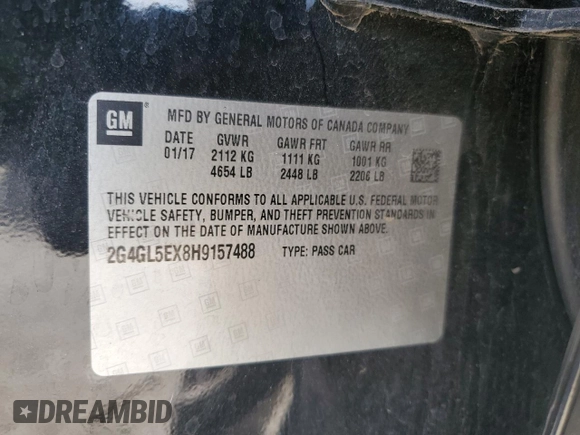 GM
MFD BY GENERAL MOTORS OF CANADA COMPANY
DATE GVWR GAWR FRT GAWR RR
01/17 2112 KG 1111 KG 1001 KG
4654 LB 2448 LB 2206 LB
THIS VEHICLE CONFORMS TO ALL APPLICABLE U.S. FEDERAL MOTOR
VEHICLE SAFETY, BUMPER, AND THEFT PREVENTION STANDARDS IN
EFFECT ON THE DATE OF MANUFACTURE SHOWN ABOVE.
2G4GL5EX8H9157488 TYPE: PASS CAR
DREAMBID